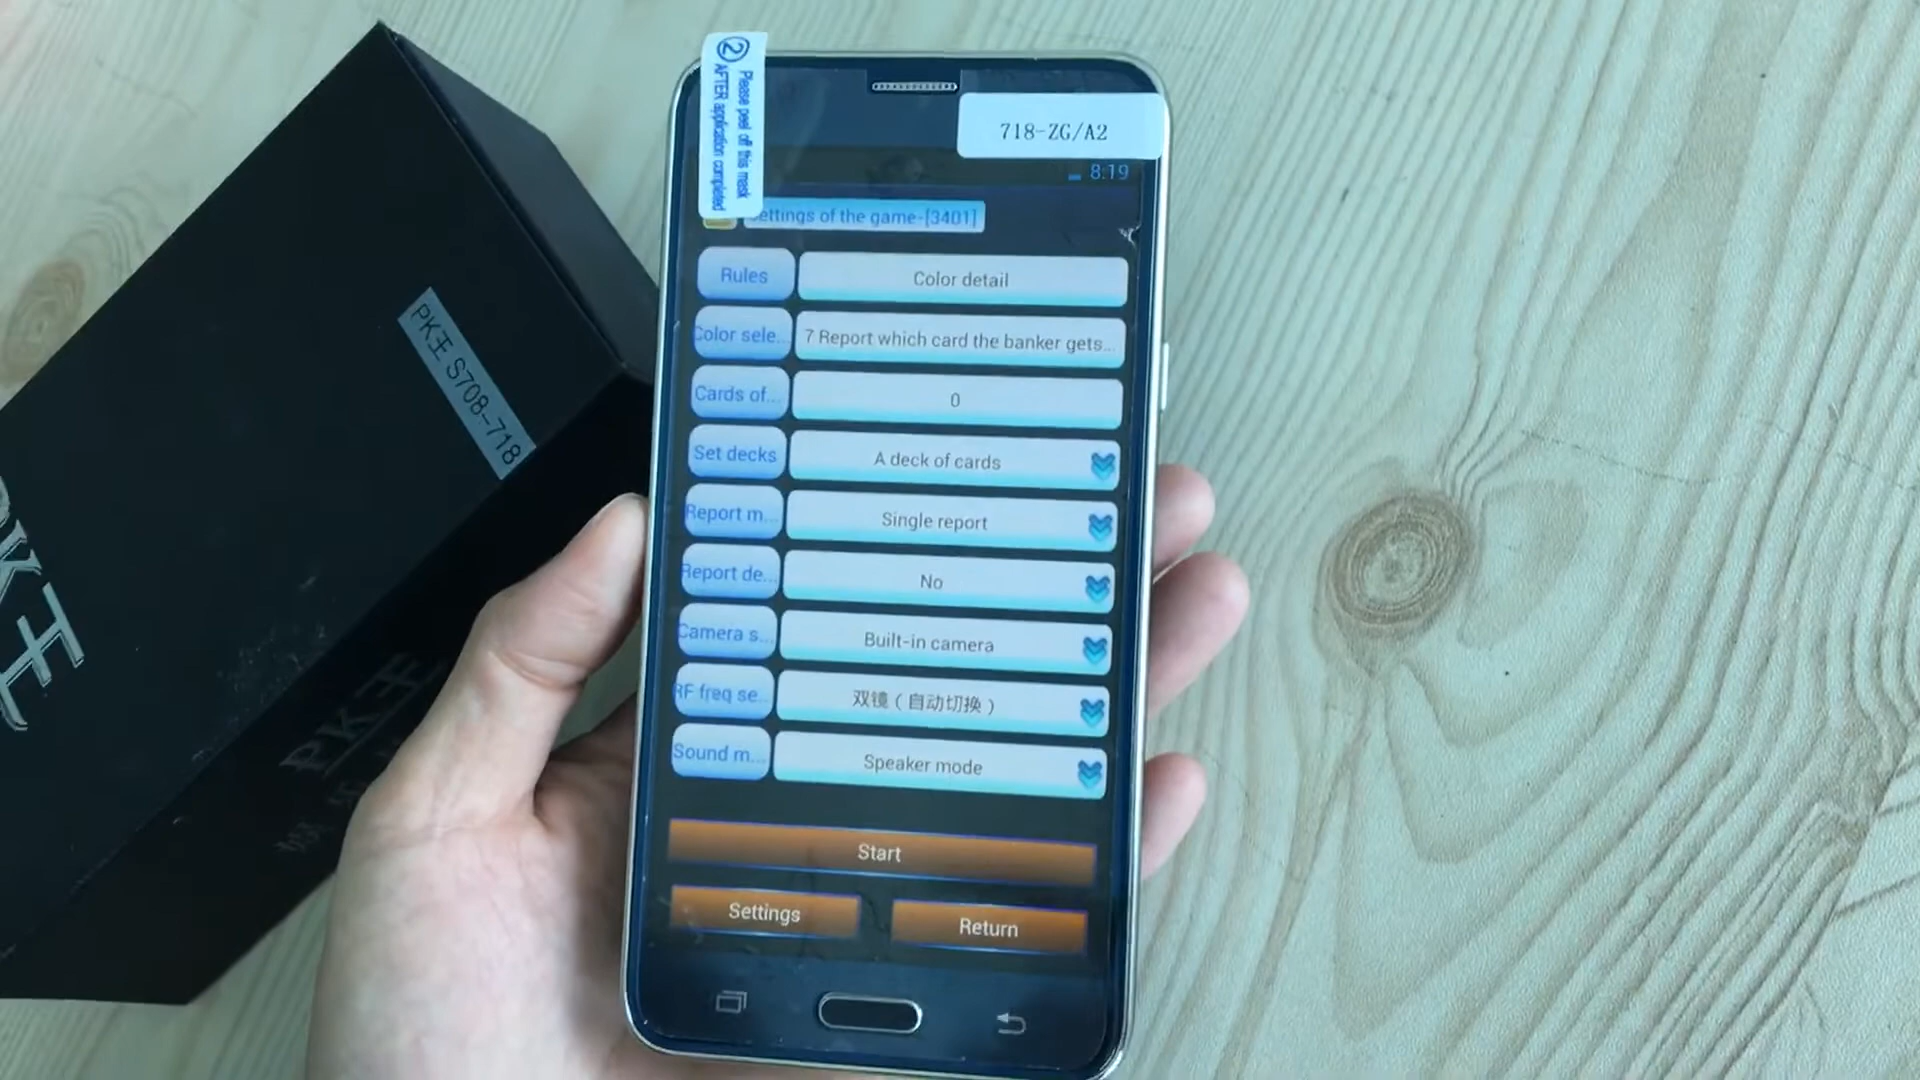 ② Please peel off this mask
AFTER application completed
718-ZG/A2
8:19
ettings of the game-[3401]
Rules
Color detail
Color sele...
7 Report which card the banker gets...
Cards of...
0
Set decks
A deck of cards
Report m...
Single report
Report de...
No
Camera s...
Built-in camera
RF freq se...
双镜（自动切换）
Sound m...
Speaker mode
Start
Settings
Return
PK王 S708-718
PK王
PK王